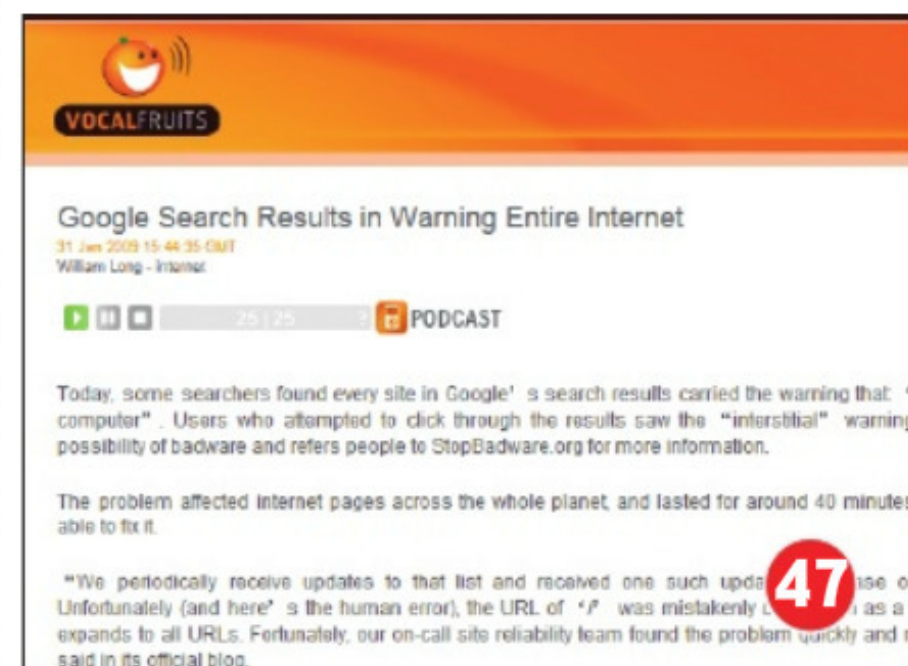 VOCALFRUITS
Google Search Results in Warning Entire Internet
31 Jan 2009 15:44:35 GMT
William Long - Internet
25 | 25 ?
PODCAST
Today, some searchers found every site in Google' s search results carried the warning that: "
computer" . Users who attempted to click through the results saw the "interstitial" warning
possibility of badware and refers people to StopBadware.org for more information.
The problem affected Internet pages across the whole planet, and lasted for around 40 minutes
able to fix it.
"We periodically receive updates to that list and received one such
Unfortunately (and here' s the human error), the URL of '/' was mistakenly as a
expands to all URLs. Fortunately, our on-call site reliability team found the problem quickly and
said in its official blog.
47